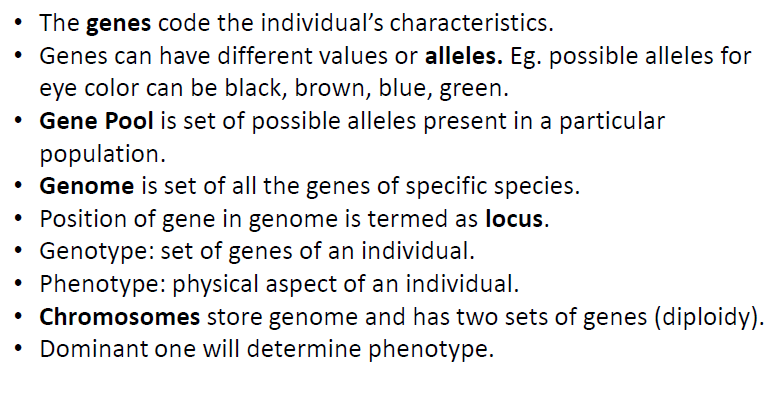 • The genes code the individual’s characteristics.
• Genes can have different values or alleles. Eg. possible alleles for
eye color can be black, brown, blue, green.
• Gene Pool is set of possible alleles present in a particular
population.
• Genome is set of all the genes of specific species.
• Position of gene in genome is termed as locus.
• Genotype: set of genes of an individual.
• Phenotype: physical aspect of an individual.
• Chromosomes store genome and has two sets of genes (diploidy).
• Dominant one will determine phenotype.